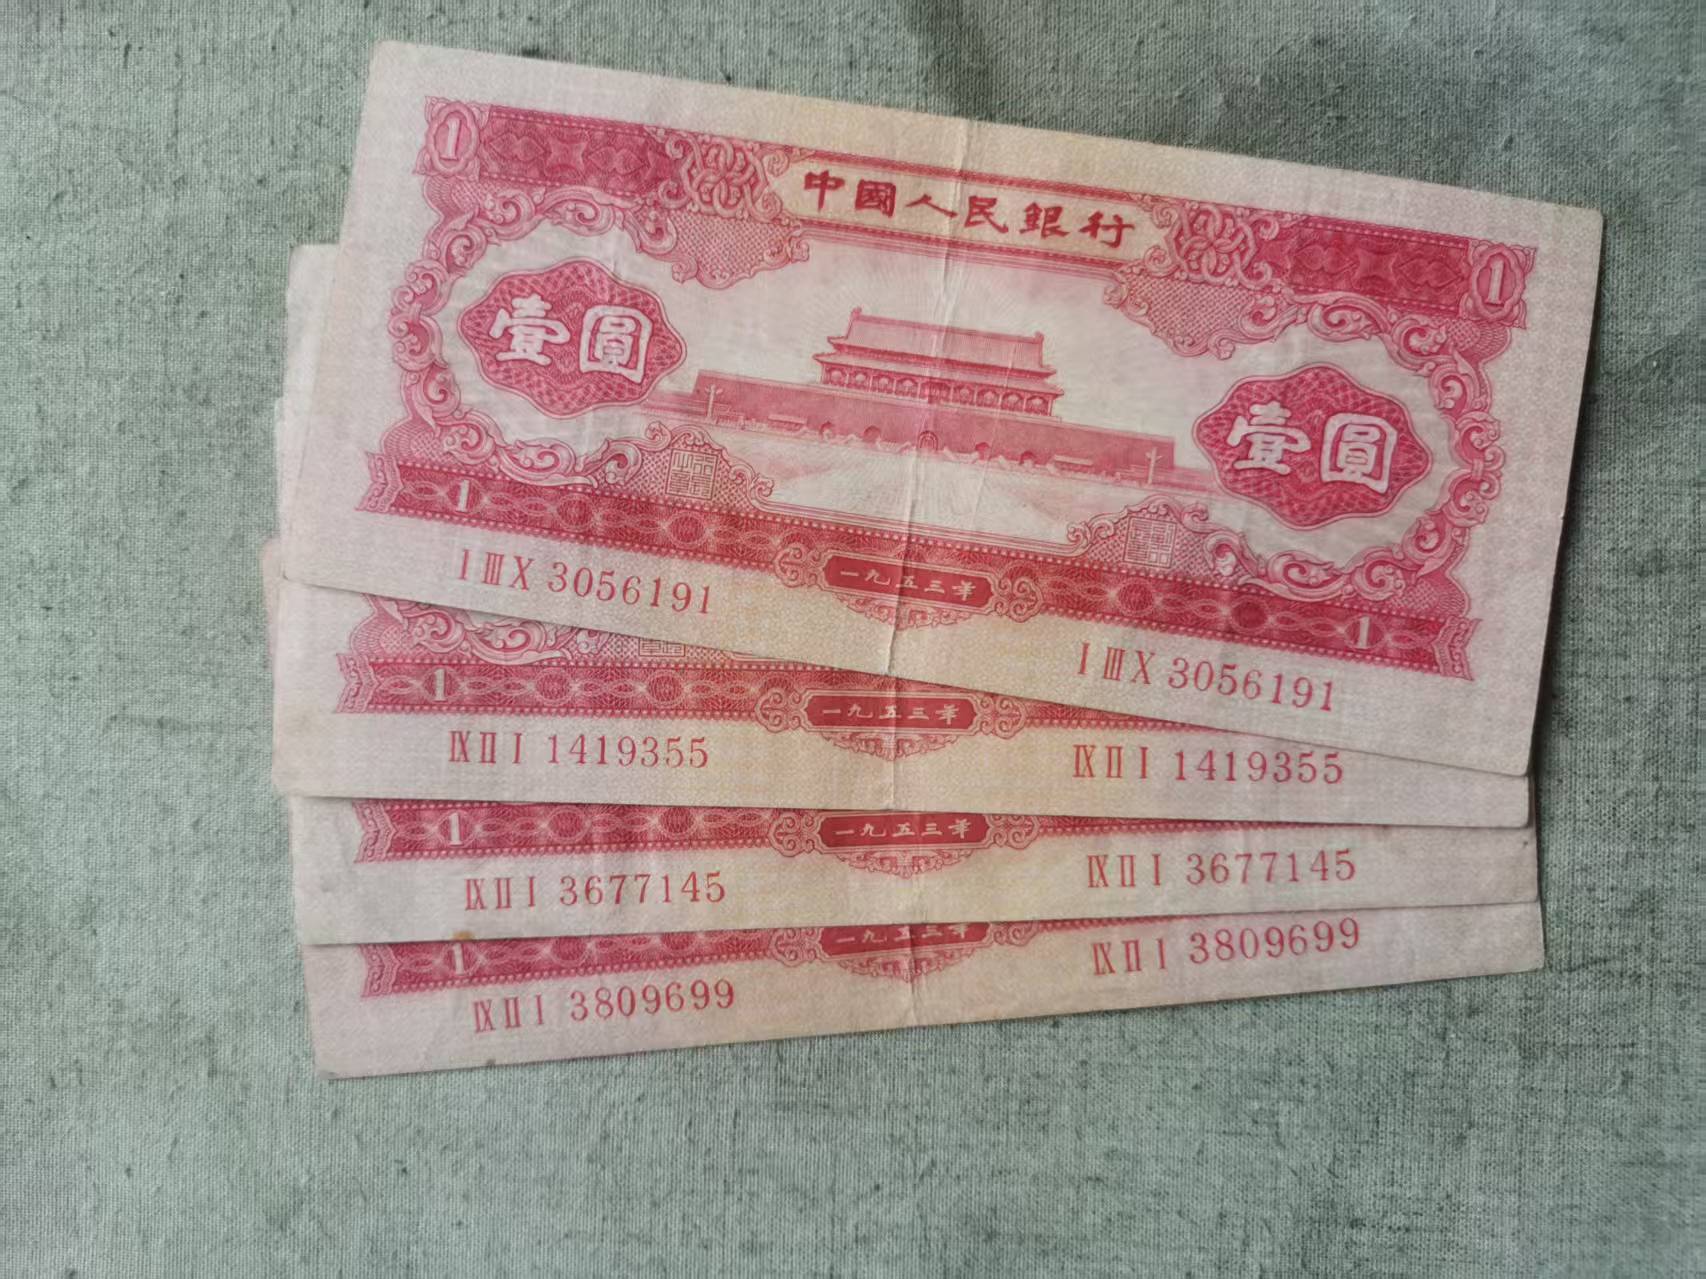 1 1
中國人民銀行
壹圓 壹圓
1 1
一九五三年
I III X 3056191 I III X 3056191
1 一九五三年
IX II I 1419355 IX II I 1419355
1 一九五三年
IX II I 3677145 IX II I 3677145
1 一九五三年
IX II I 3809699 IX II I 3809699